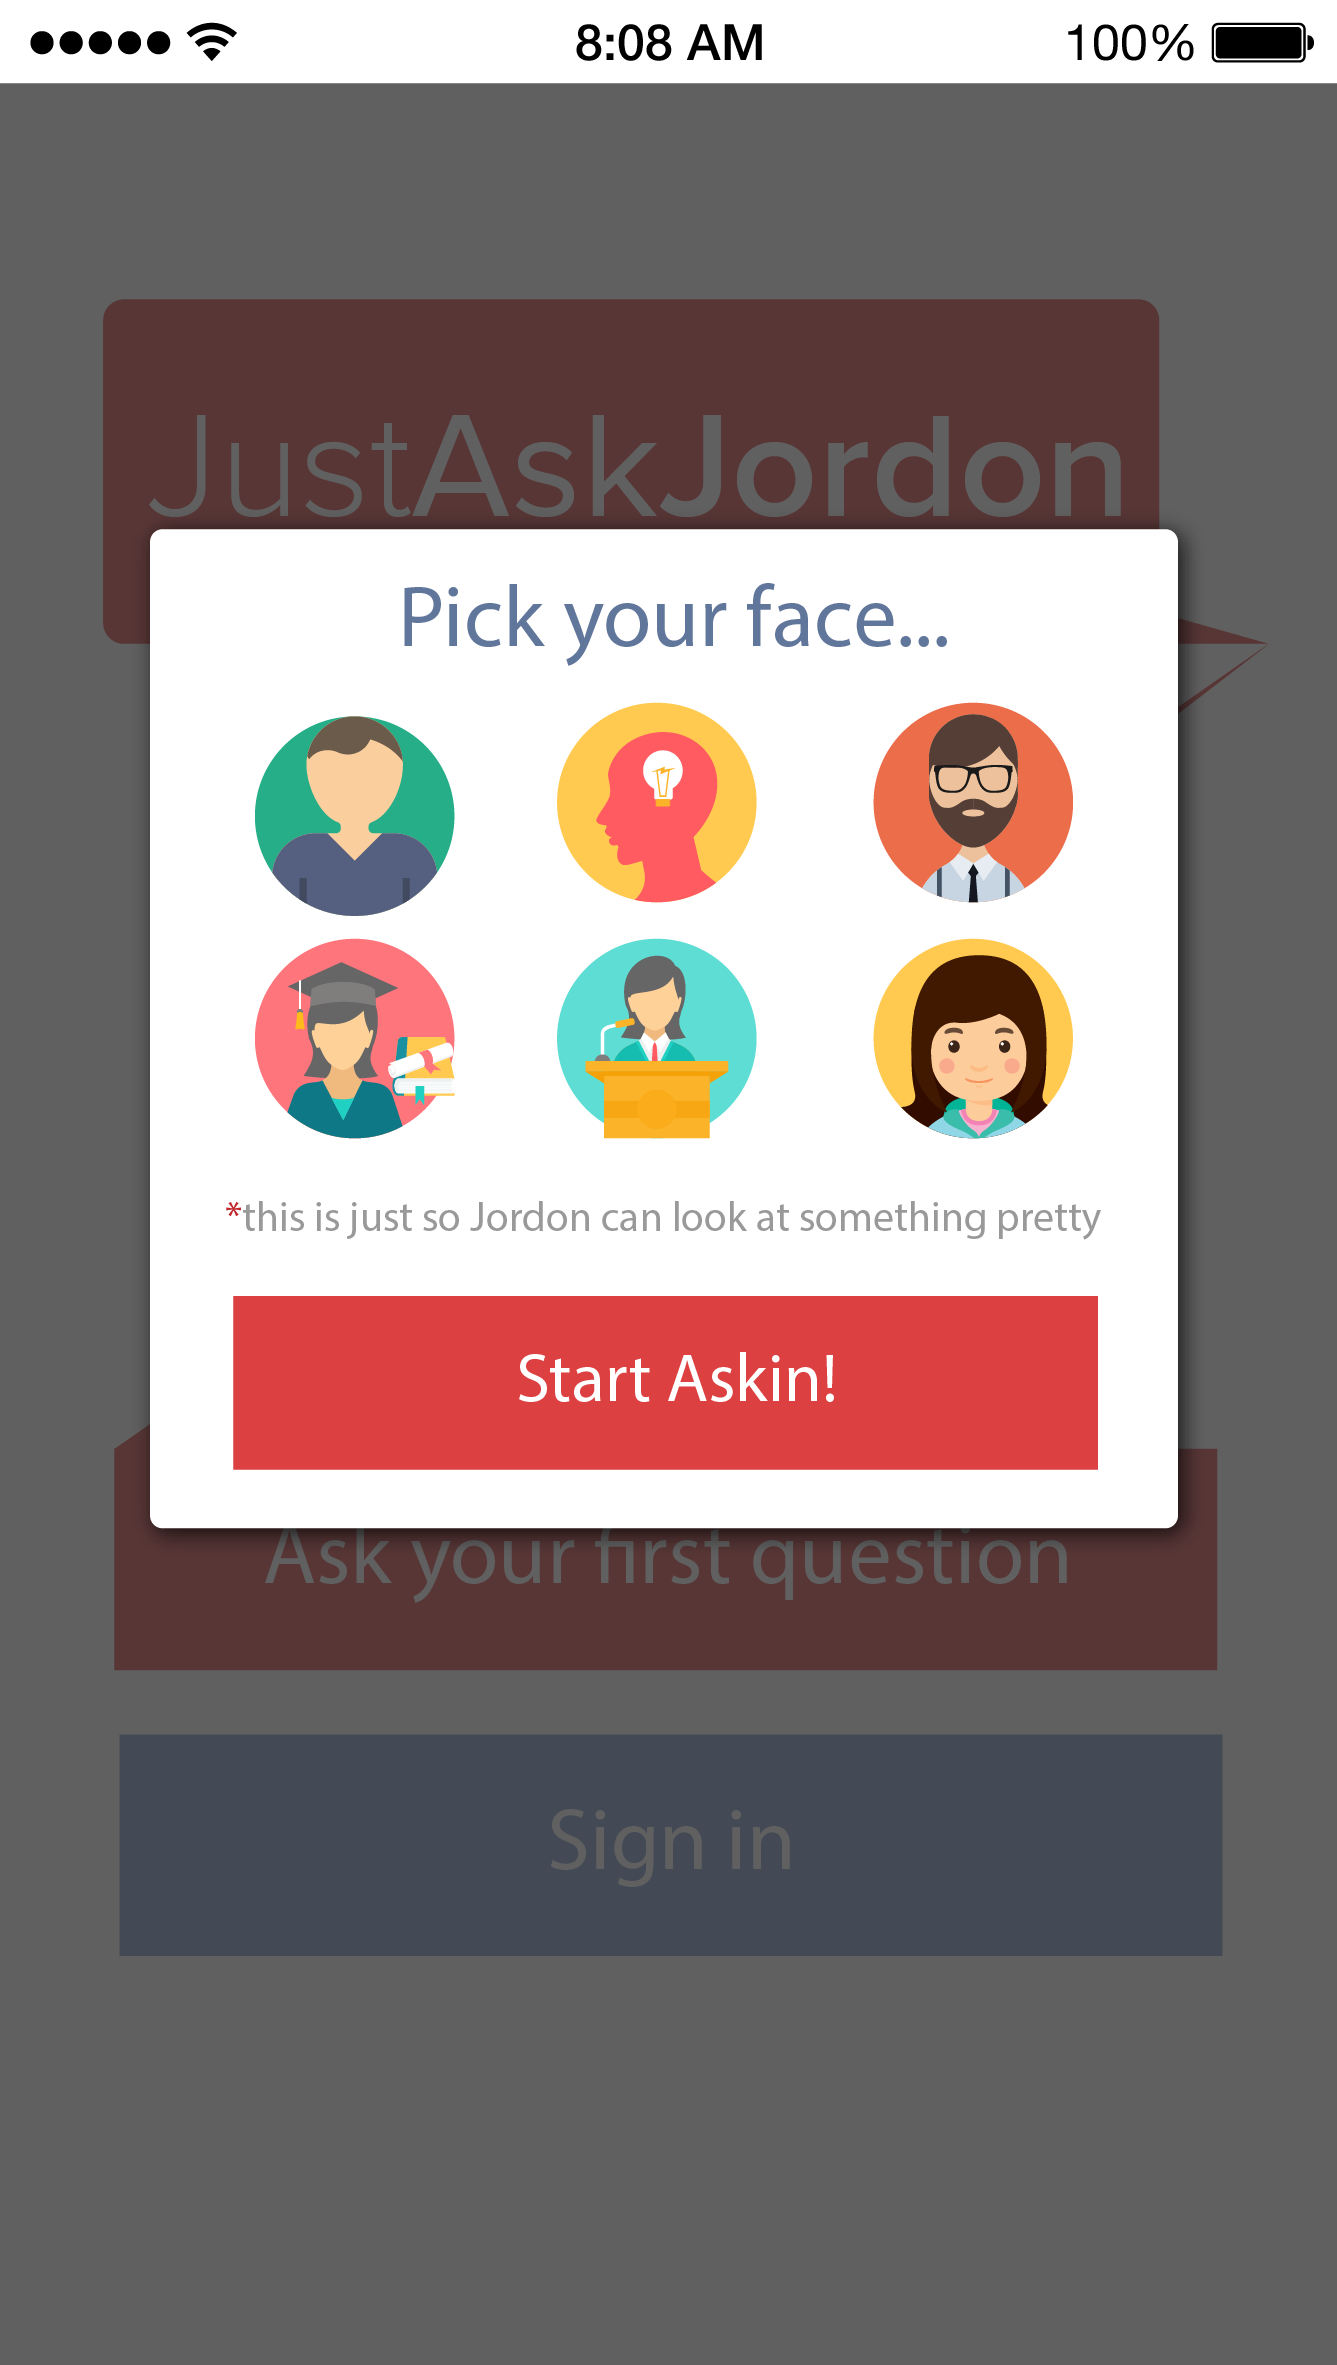 8:08 AM
100%
JustAskJordon
Pick your face...
*this is just so Jordon can look at something pretty
Start Askin!
Ask your first question
Sign in